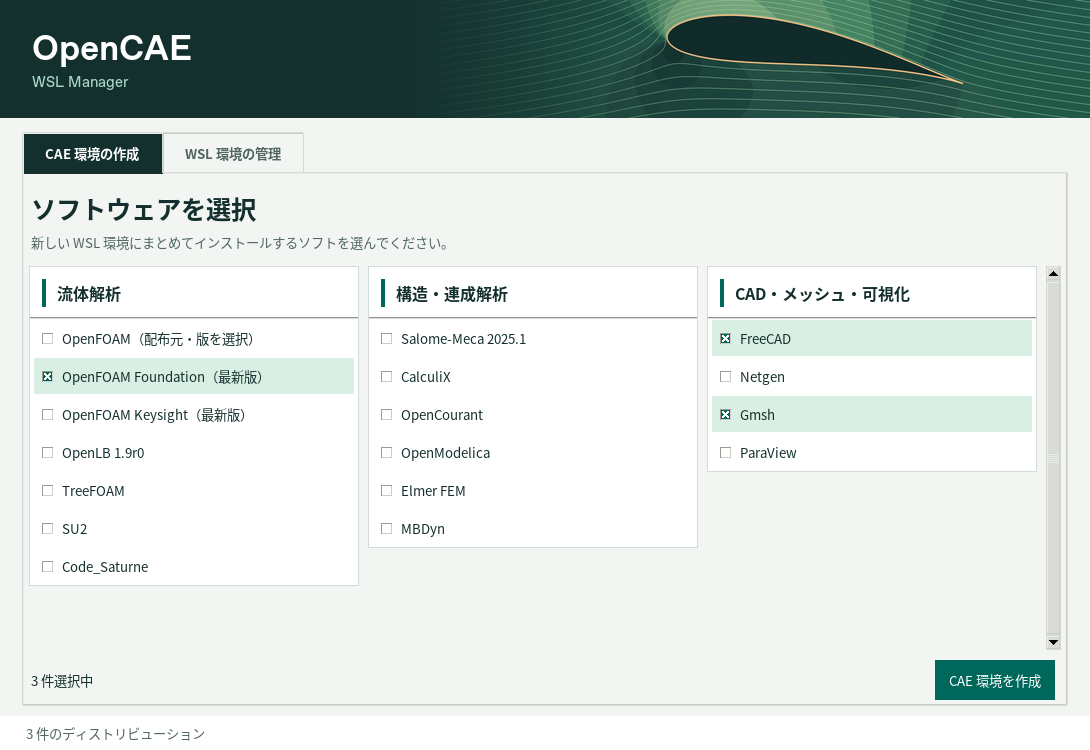 OpenCAE
WSL Manager
CAE 環境の作成
WSL 環境の管理
ソフトウェアを選択
新しい WSL 環境にまとめてインストールするソフトを選んでください。
流体解析
OpenFOAM（配布元・版を選択）
OpenFOAM Foundation（最新版）
OpenFOAM Keysight（最新版）
OpenLB 1.9r0
TreeFOAM
SU2
Code_Saturne
構造・連成解析
Salome-Meca 2025.1
CalculiX
OpenCourant
OpenModelica
Elmer FEM
MBDyn
CAD・メッシュ・可視化
FreeCAD
Netgen
Gmsh
ParaView
3 件選択中
CAE 環境を作成
3 件のディストリビューション